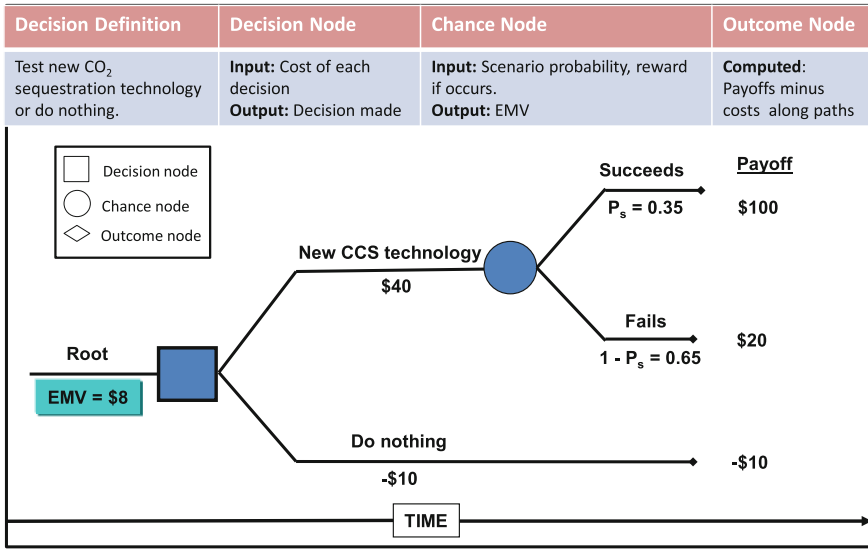 Decision Definition
Decision Node
Chance Node
Outcome Node
Test new CO₂
sequestration technology
or do nothing.
Input: Cost of each
decision
Output: Decision made
Input: Scenario probability, reward
if occurs.
Output: EMV
Computed:
Payoffs minus
costs along paths
Decision node
Chance node
Outcome node
Succeeds
Pₛ = 0.35
Payoff
$100
New CCS technology
$40
Fails
1 - Pₛ = 0.65
$20
Root
EMV = $8
Do nothing
-$10
-$10
TIME